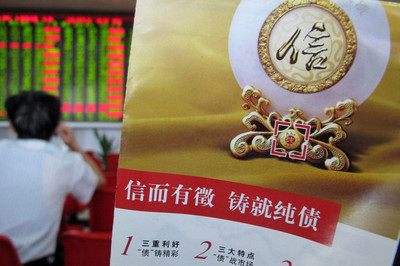 信
信而有徵 铸就纯债
1 三重利好
“债”铸精彩
2 三大特点
“债”战市场